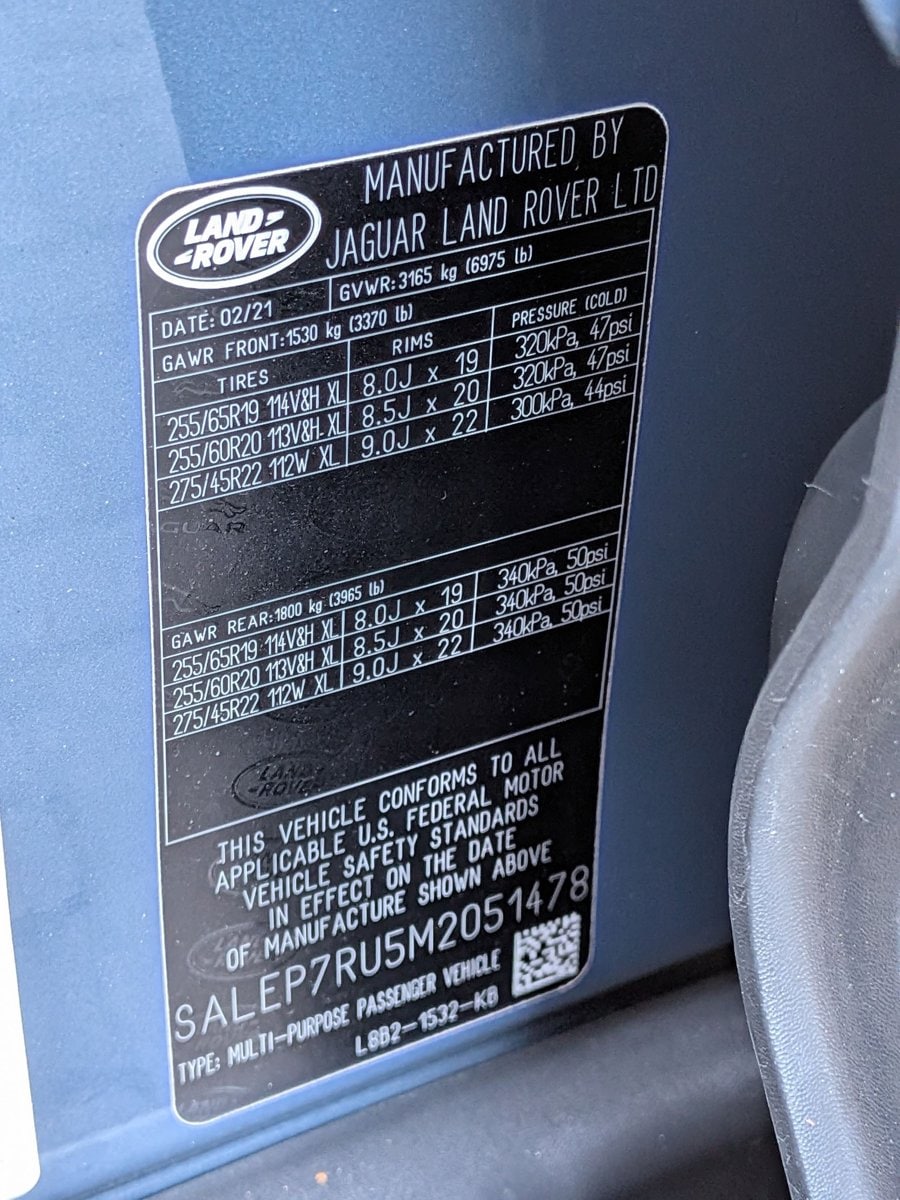 LAND-
-ROVER
MANUFACTURED BY
JAGUAR LAND ROVER LTD
DATE: 02/21 GVWR: 3165 kg (6975 lb)
GAWR FRONT: 1530 kg (3370 lb)
TIRES RIMS PRESSURE (COLD)
255/65R19 114V&H XL 8.0J x 19 320kPa, 47psi
255/60R20 113V&H XL 8.5J x 20 320kPa, 47psi
275/45R22 112W XL 9.0J x 22 300kPa, 44psi
GAWR REAR: 1800 kg (3965 lb)
255/65R19 114V&H XL 8.0J x 19 340kPa, 50psi
255/60R20 113V&H XL 8.5J x 20 340kPa, 50psi
275/45R22 112W XL 9.0J x 22 340kPa, 50psi
LAND-
-ROVER
THIS VEHICLE CONFORMS TO ALL
APPLICABLE U.S. FEDERAL MOTOR
VEHICLE SAFETY STANDARDS
IN EFFECT ON THE DATE
OF MANUFACTURE SHOWN ABOVE
SALEP7RU5M2051478
TYPE: MULTI-PURPOSE PASSENGER VEHICLE
L8B2-1532-KB